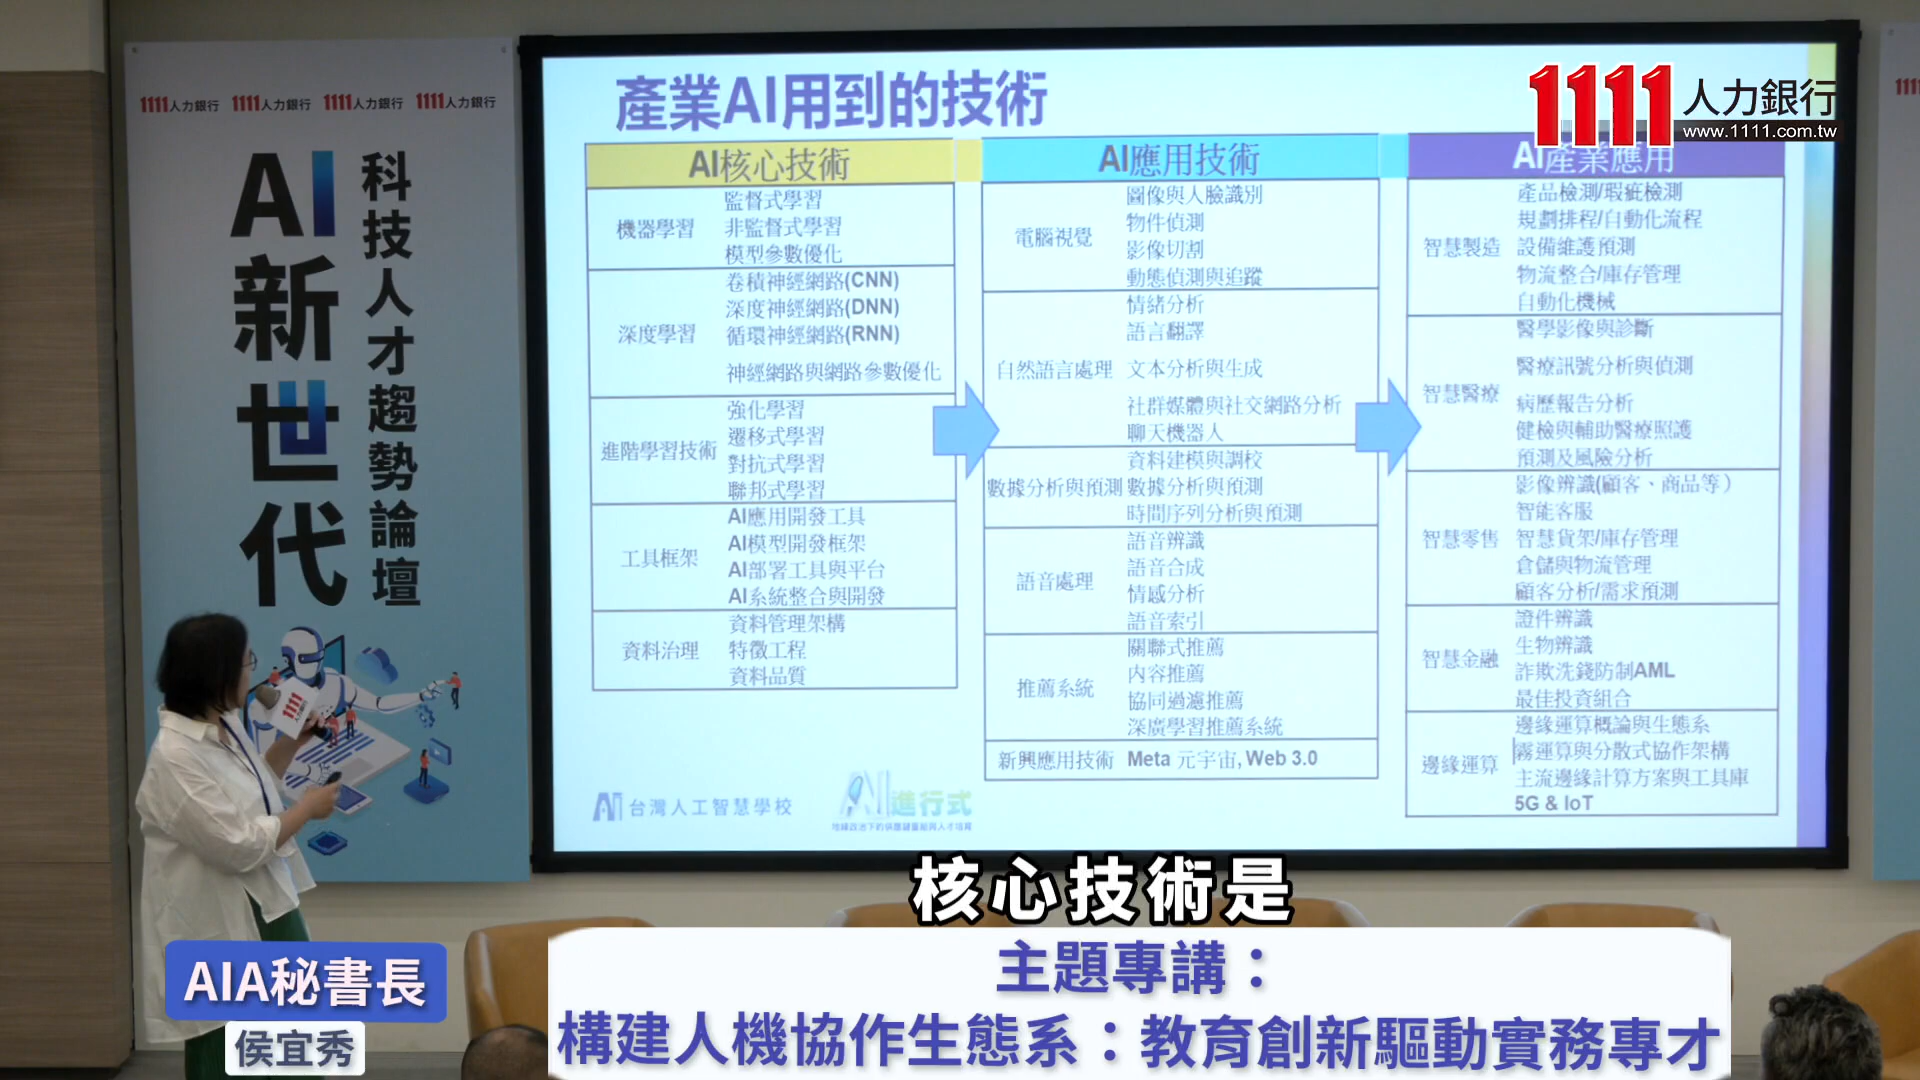 1111人力銀行 1111人力銀行 1111人力銀行 1111人力銀行
AI新世代
科技人才趨勢論壇
產業AI用到的技術
1111人力銀行
www.1111.com.tw
AI核心技術
機器學習
監督式學習
非監督式學習
模型參數優化
深度學習
卷積神經網路(CNN)
深度神經網路(DNN)
循環神經網路(RNN)
神經網路與網路參數優化
進階學習技術
強化學習
遷移式學習
對抗式學習
聯邦式學習
工具框架
AI應用開發工具
AI模型開發框架
AI部署工具與平台
AI系統整合與開發
資料治理
資料管理架構
特徵工程
資料品質
AI應用技術
電腦視覺
圖像與人臉識別
物件偵測
影像切割
動態偵測與追蹤
自然語言處理
情緒分析
語言翻譯
文本分析與生成
社群媒體與社交網路分析
聊天機器人
數據分析與預測
資料建模與調校
數據分析與預測
時間序列分析與預測
語音處理
語音辨識
語音合成
情感分析
語音索引
推薦系統
關聯式推薦
內容推薦
協同過濾推薦
深廣學習推薦系統
新興應用技術
Meta 元宇宙, Web 3.0
AI產業應用
智慧製造
產品檢測/瑕疵檢測
規劃排程/自動化流程
設備維護預測
物流整合/庫存管理
自動化機械
智慧醫療
醫學影像與診斷
醫療訊號分析與偵測
病歷報告分析
健檢與輔助醫療照護
預測及風險分析
智慧零售
影像辨識(顧客、商品等)
智能客服
智慧貨架/庫存管理
倉儲與物流管理
顧客分析/需求預測
智慧金融
證件辨識
生物辨識
詐欺洗錢防制AML
最佳投資組合
邊緣運算
邊緣運算概論與生態系
霧運算與分散式協作架構
主流邊緣計算方案與工具庫
5G & IoT
台灣人工智慧學校
AI進行式
1111
人力銀行
核心技術是
AIA秘書長
侯宜秀
主題專講：
構建人機協作生態系：教育創新驅動實務專才